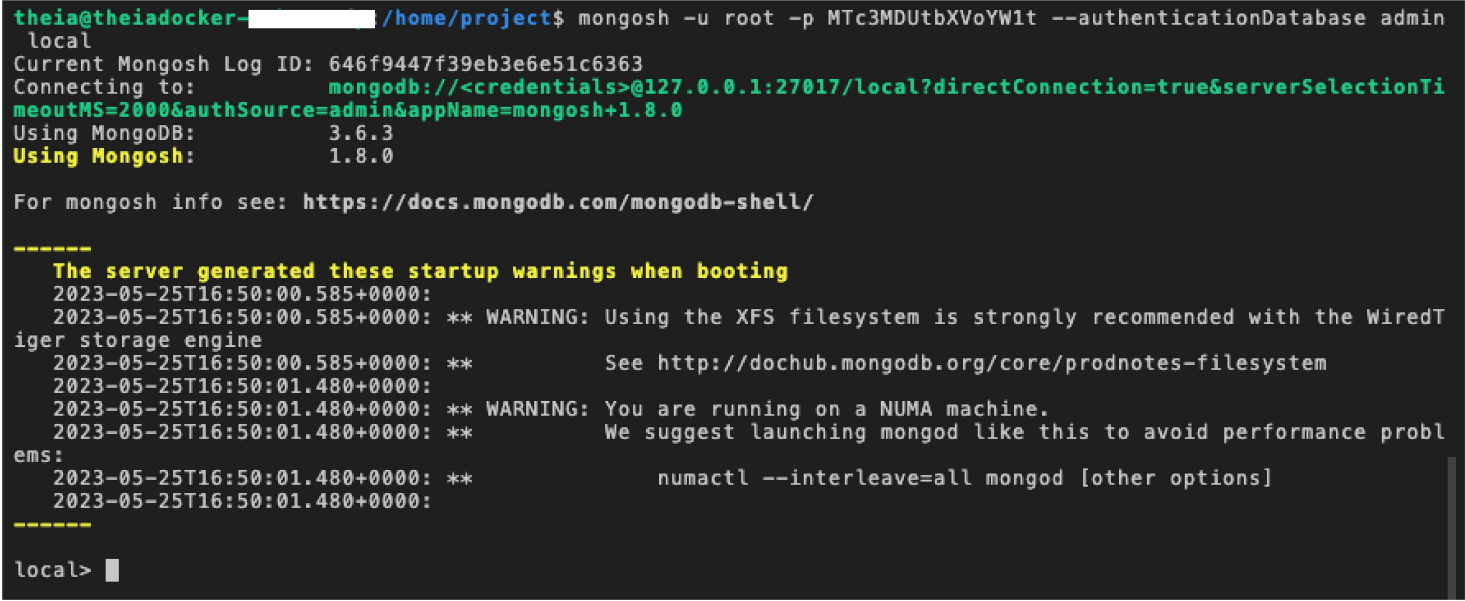 theia@theiadocker- :/home/project$ mongosh -u root -p MTc3MDUtbXVoYW1t --authenticationDatabase admin
 local
Current Mongosh Log ID: 646f9447f39eb3e6e51c6363
Connecting to:          mongodb://<credentials>@127.0.0.1:27017/local?directConnection=true&serverSelectionTi
meoutMS=2000&authSource=admin&appName=mongosh+1.8.0
Using MongoDB:          3.6.3
Using Mongosh:          1.8.0
For mongosh info see: https://docs.mongodb.com/mongodb-shell/
------
   The server generated these startup warnings when booting
   2023-05-25T16:50:00.585+0000:
   2023-05-25T16:50:00.585+0000: ** WARNING: Using the XFS filesystem is strongly recommended with the WiredT
iger storage engine
   2023-05-25T16:50:00.585+0000: **          See http://dochub.mongodb.org/core/prodnotes-filesystem
   2023-05-25T16:50:01.480+0000:
   2023-05-25T16:50:01.480+0000: ** WARNING: You are running on a NUMA machine.
   2023-05-25T16:50:01.480+0000: **          We suggest launching mongod like this to avoid performance probl
ems:
   2023-05-25T16:50:01.480+0000: **              numactl --interleave=all mongod [other options]
   2023-05-25T16:50:01.480+0000:
------
local>